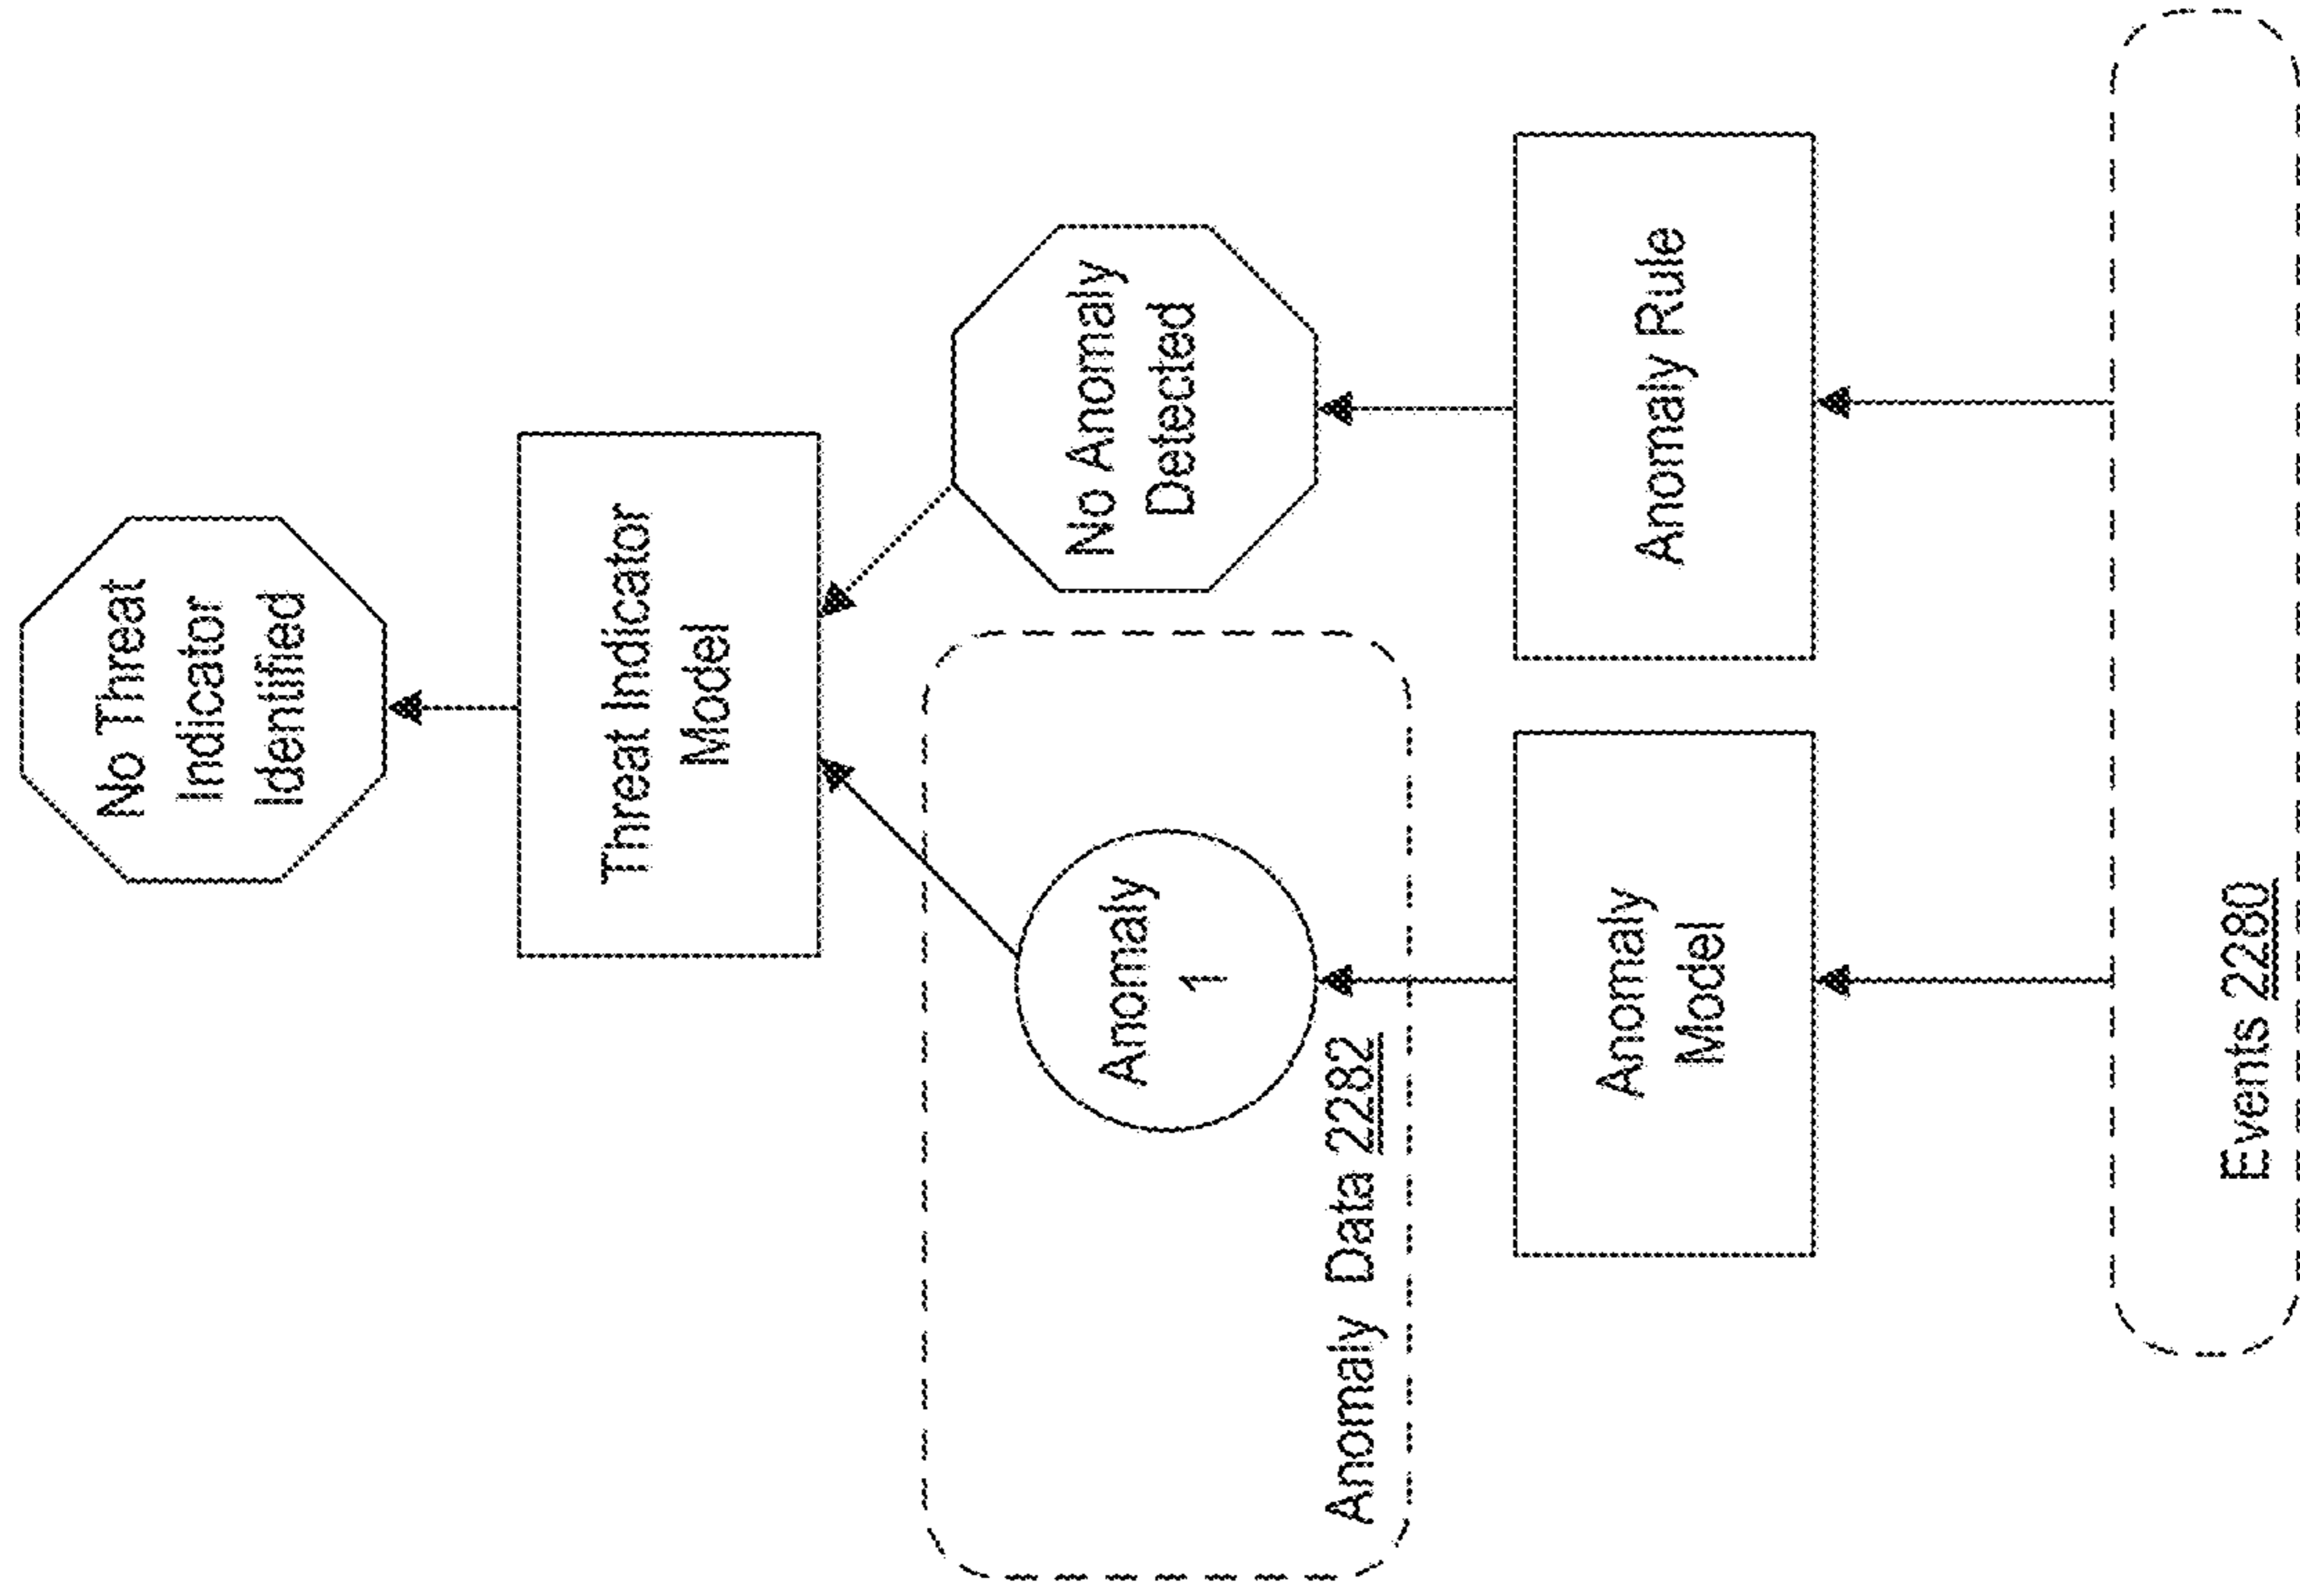 No Threat
Indicator
Identified
Threat Indicator
Model
No Anomaly
Detected
Anomaly
1
Anomaly Data 2282
Anomaly Rule
Anomaly
Model
Events 2280